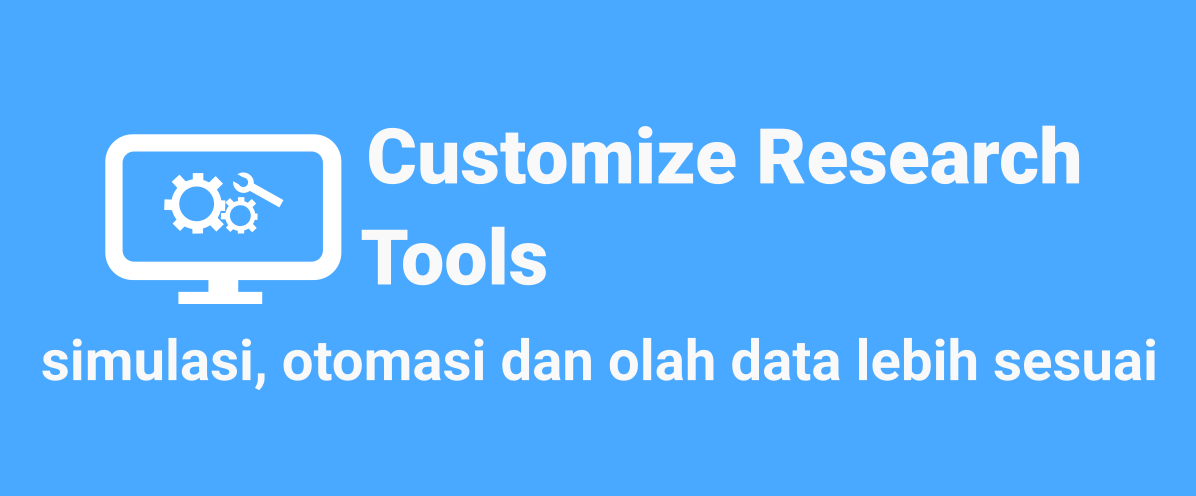 Customize Research
Tools
simulasi, otomasi dan olah data lebih sesuai